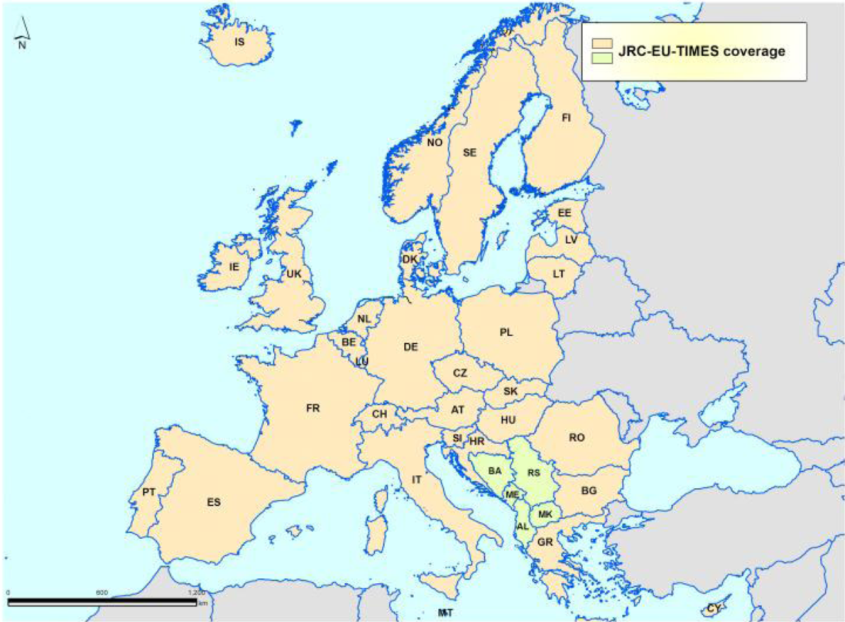 IS
N
JRC-EU-TIMES coverage
FI
NO
SE
EE
LV
DK
IE
LT
UK
NL
PL
BE
DE
LU
CZ
SK
FR
CH
AT
HU
SI
HR
RO
BA
RS
IT
PT
ES
ME
BG
MK
AL
GR
0 600 1,200
km
CY
MT